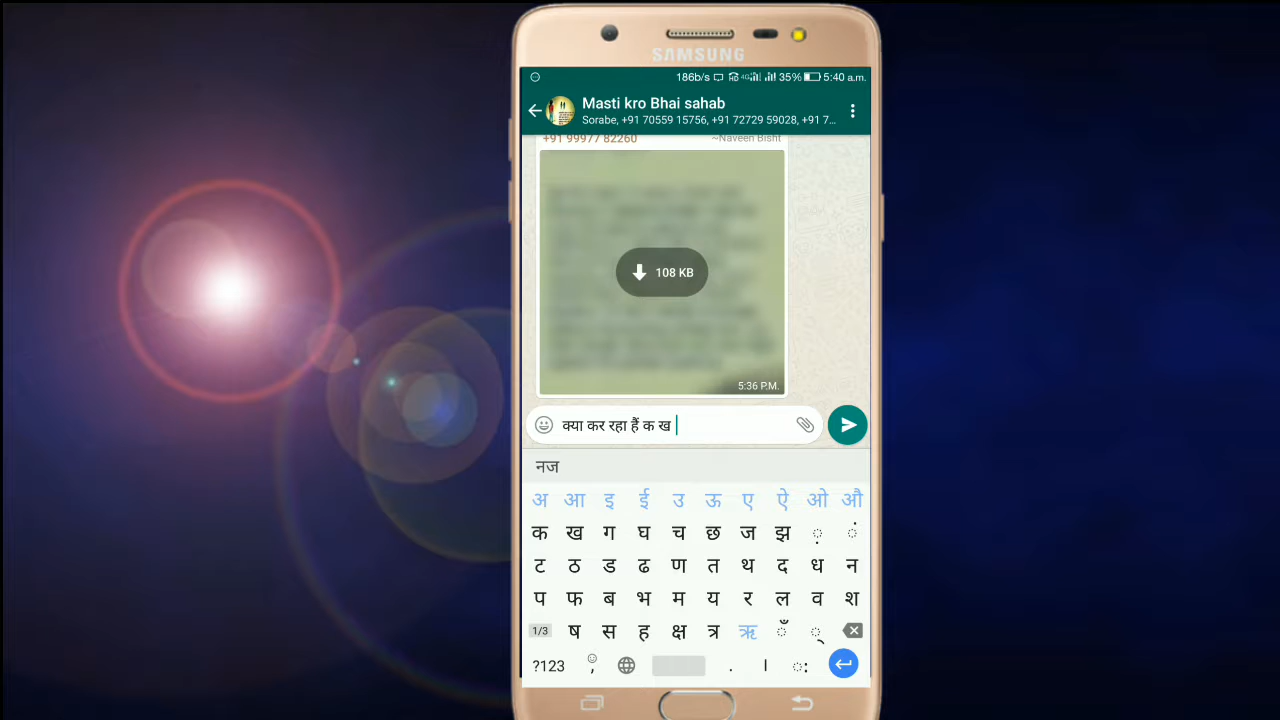 SAMSUNG
186b/s 4G 35% 5:40 a.m.
Masti kro Bhai sahab
Sorabe, +91 70559 15756, +91 72729 59028, +91 7...
+91 99977 82260 ~Naveen Bisht
108 KB
5:36 P.M.
क्या कर रहा हैं क ख
नज
अ आ इ ई उ ऊ ए ऐ ओ औ
क ख ग घ च छ ज झ ़ ं
ट ठ ड ढ ण त थ द ध न
प फ ब भ म य र ल व श
1/3 ष स ह क्ष त्र ऋ ँ ्
?123 , . । ः